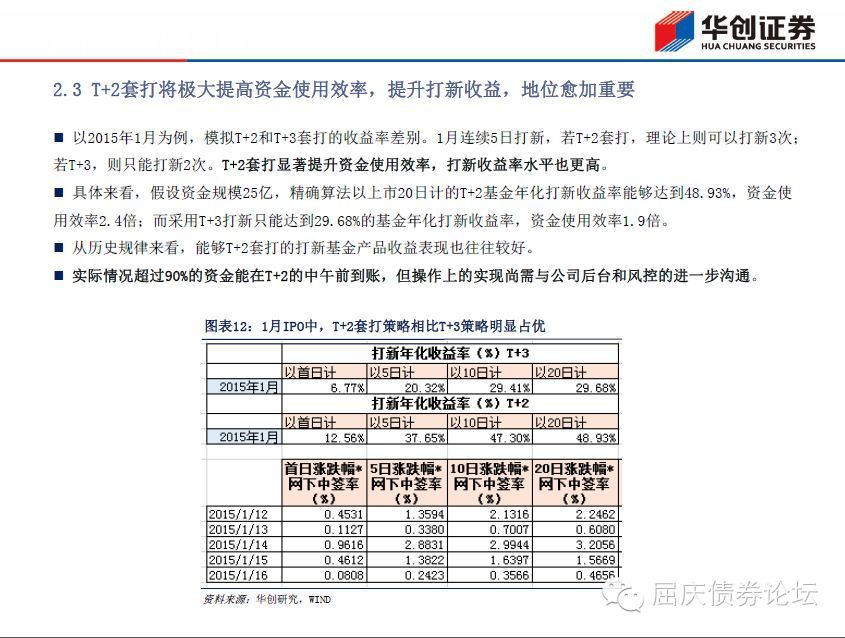 华创证券
HUA CHUANG SECURITIES
2.3 T+2套打将极大提高资金使用效率，提升打新收益，地位愈加重要
■ 以2015年1月为例，模拟T+2和T+3套打的收益率差别。1月连续5日打新，若T+2套打，理论上则可以打新3次；
若T+3，则只能打新2次。T+2套打显著提升资金使用效率，打新收益率水平也更高。
■ 具体来看，假设资金规模25亿，精确算法以上市20日计的T+2基金年化打新收益率能够达到48.93%，资金使
用效率2.4倍；而采用T+3打新只能达到29.68%的基金年化打新收益率，资金使用效率1.9倍。
■ 从历史规律来看，能够T+2套打的打新基金产品收益表现也往往较好。
■ 实际情况超过90%的资金能在T+2的中午前到账，但操作上的实现尚需与公司后台和风控的进一步沟通。
图表12：1月IPO中，T+2套打策略相比T+3策略明显占优
打新年化收益率（%）T+3
以首日计 以5日计 以10日计 以20日计
2015年1月 6.77% 20.32% 29.41% 29.68%
打新年化收益率（%）T+2
以首日计 以5日计 以10日计 以20日计
2015年1月 12.56% 37.65% 47.30% 48.93%
首日涨跌幅* 5日涨跌幅* 10日涨跌幅* 20日涨跌幅*
网下中签率 网下中签率 网下中签率 网下中签率
（%） （%） （%） （%）
2015/1/12 0.4531 1.3594 2.1316 2.2462
2015/1/13 0.1127 0.3380 0.7007 0.6080
2015/1/14 0.9616 2.8831 2.9944 3.2056
2015/1/15 0.4612 1.3822 1.6397 1.5669
2015/1/16 0.0808 0.2423 0.3566 0.4656
资料来源：华创研究，WIND
屈庆债券论坛